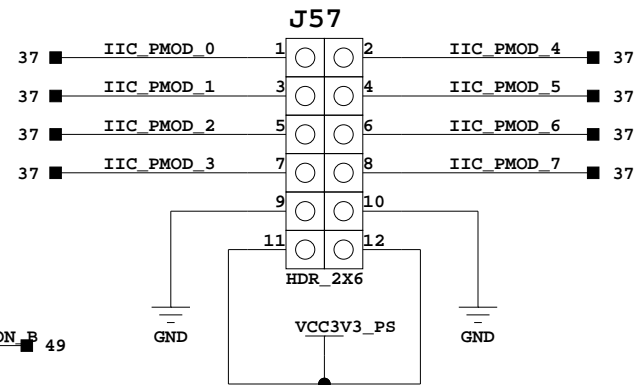 J57
37 IIC_PMOD_0 1 2 IIC_PMOD_4 37
37 IIC_PMOD_1 3 4 IIC_PMOD_5 37
37 IIC_PMOD_2 5 6 IIC_PMOD_6 37
37 IIC_PMOD_3 7 8 IIC_PMOD_7 37
9 10
11 12
HDR_2X6
VCC3V3_PS
GND GND
ON_B 49